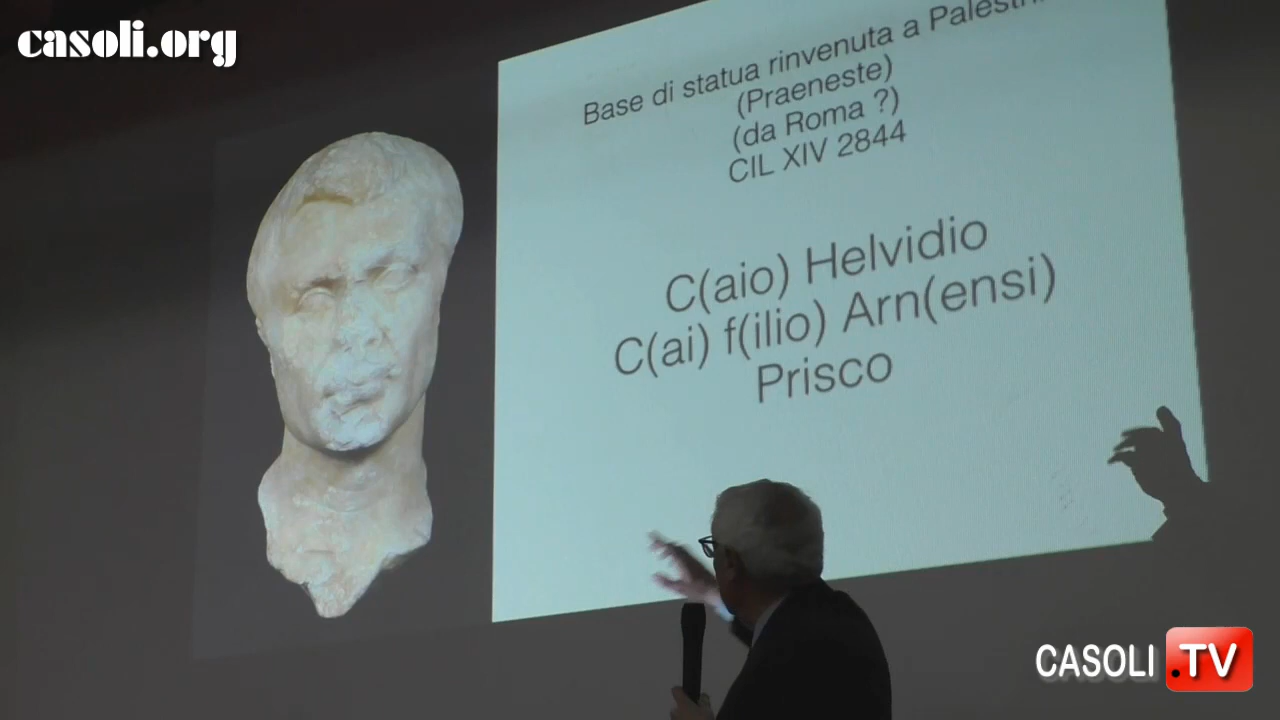 casoli.org
Base di statua rinvenuta a
(Praeneste)
(da Roma ?)
CIL XIV 2844
C(aio) Helvidio
C(ai) f(ilio) Arn(ensi)
Prisco
CASOLI .TV